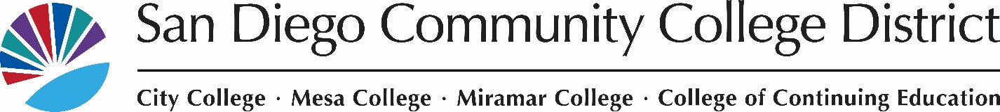 San Diego Community College District
City College · Mesa College · Miramar College · College of Continuing Education